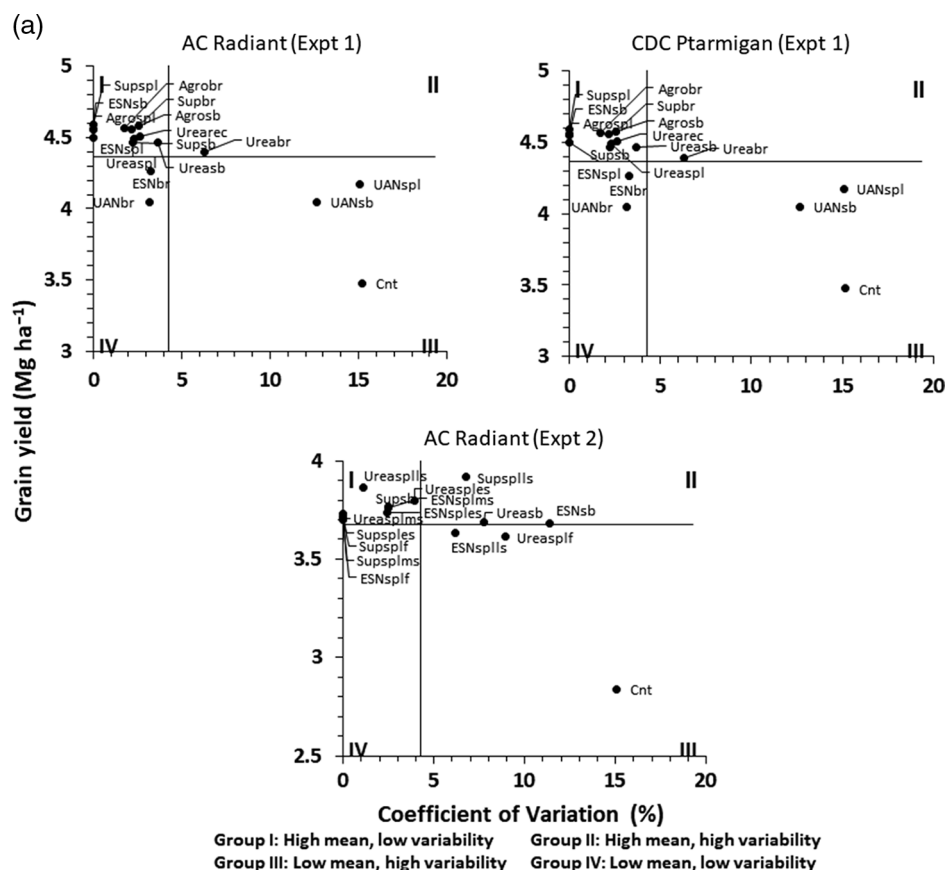 (a)
AC Radiant (Expt 1)
CDC Ptarmigan (Expt 1)
Grain yield (Mg ha⁻¹)
5
4.5
4
3.5
3
0
5
10
15
20
I
II
III
IV
Supspl
Agrobr
ESNsb
Supbr
Agrospl
Agrosb
Urearec
ESNspl
Supsb
Ureabr
Ureaspl
Ureasb
ESNbr
UANspl
UANbr
UANsb
Cnt
5
4.5
4
3.5
3
0
5
10
15
20
I
II
III
IV
Supspl
Agrobr
ESNsb
Supbr
Agrospl
Agrosb
Urearec
Ureasb
Ureabr
Supsb
ESNspl
Ureaspl
ESNbr
UANspl
UANbr
UANsb
Cnt
AC Radiant (Expt 2)
4
3.5
3
2.5
0
5
10
15
20
I
II
III
IV
Ureasplls
Supsplls
Ureasples
Supsb
ESNsplms
ESNsples
Ureasb
ESNsb
Ureasplms
Supsples
Supsplf
Supsplms
ESNsplf
ESNsplls
Ureasplf
Cnt
Coefficient of Variation (%)
Group I: High mean, low variability
Group II: High mean, high variability
Group III: Low mean, high variability
Group IV: Low mean, low variability